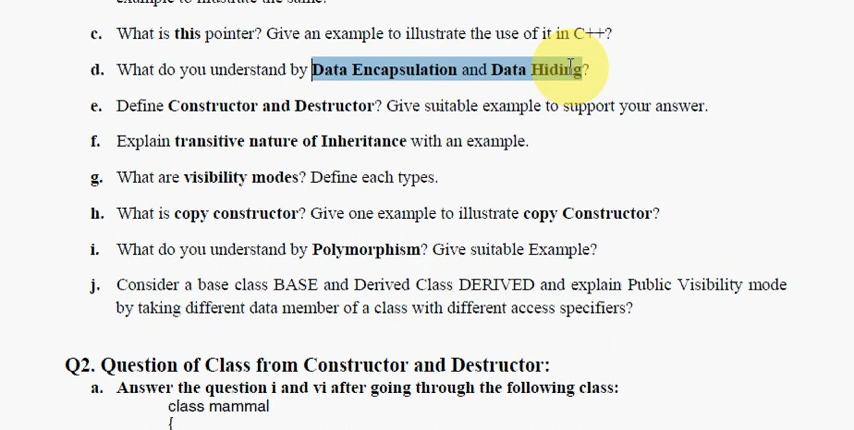 c. What is this pointer? Give an example to illustrate the use of it in C++?
d. What do you understand by Data Encapsulation and Data Hiding?
e. Define Constructor and Destructor? Give suitable example to support your answer.
f. Explain transitive nature of Inheritance with an example.
g. What are visibility modes? Define each types.
h. What is copy constructor? Give one example to illustrate copy Constructor?
i. What do you understand by Polymorphism? Give suitable Example?
j. Consider a base class BASE and Derived Class DERIVED and explain Public Visibility mode
by taking different data member of a class with different access specifiers?
Q2. Question of Class from Constructor and Destructor:
a. Answer the question i and vi after going through the following class:
class mammal
{